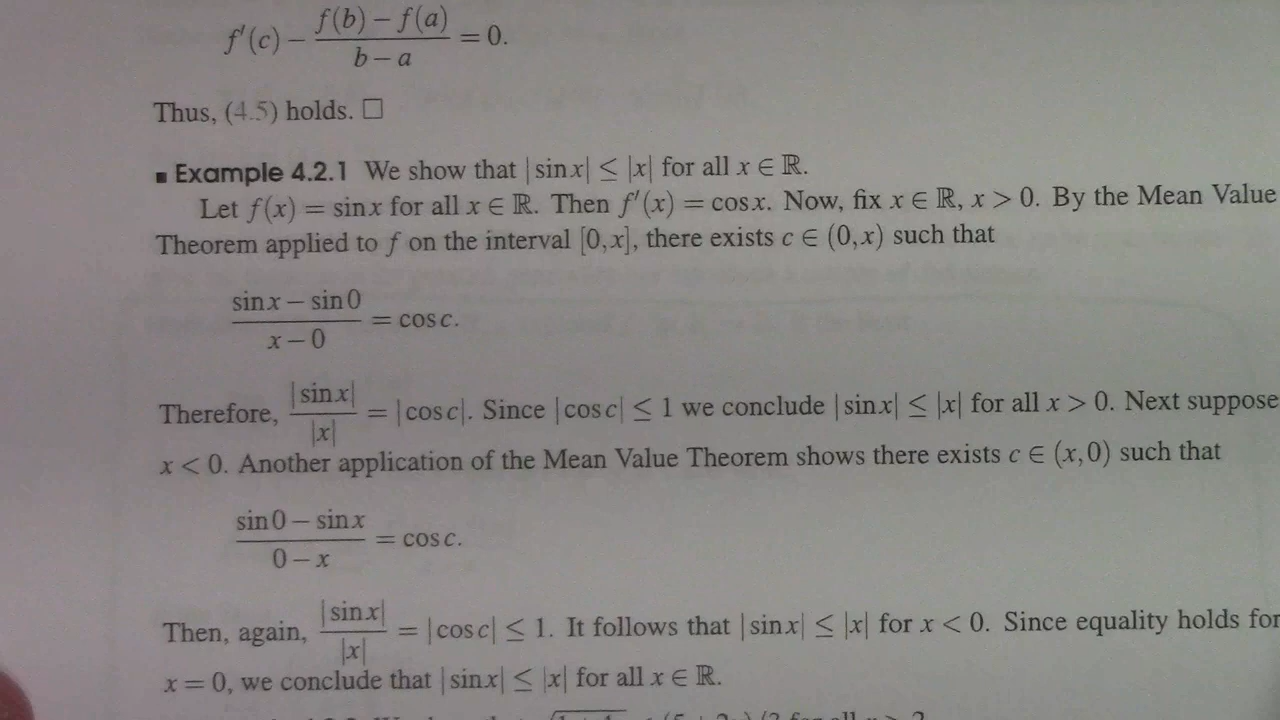 f′(c) − (f(b) − f(a))/(b − a) = 0.
Thus, (4.5) holds. □
▪ Example 4.2.1 We show that |sin x| ≤ |x| for all x ∈ ℝ.
Let f(x) = sin x for all x ∈ ℝ. Then f′(x) = cos x. Now, fix x ∈ ℝ, x > 0. By the Mean Value
Theorem applied to f on the interval [0, x], there exists c ∈ (0, x) such that
(sin x − sin 0)/(x − 0) = cos c.
Therefore, |sin x|/|x| = |cos c|. Since |cos c| ≤ 1 we conclude |sin x| ≤ |x| for all x > 0. Next suppose
x < 0. Another application of the Mean Value Theorem shows there exists c ∈ (x, 0) such that
(sin 0 − sin x)/(0 − x) = cos c.
Then, again, |sin x|/|x| = |cos c| ≤ 1. It follows that |sin x| ≤ |x| for x < 0. Since equality holds for
x = 0, we conclude that |sin x| ≤ |x| for all x ∈ ℝ.